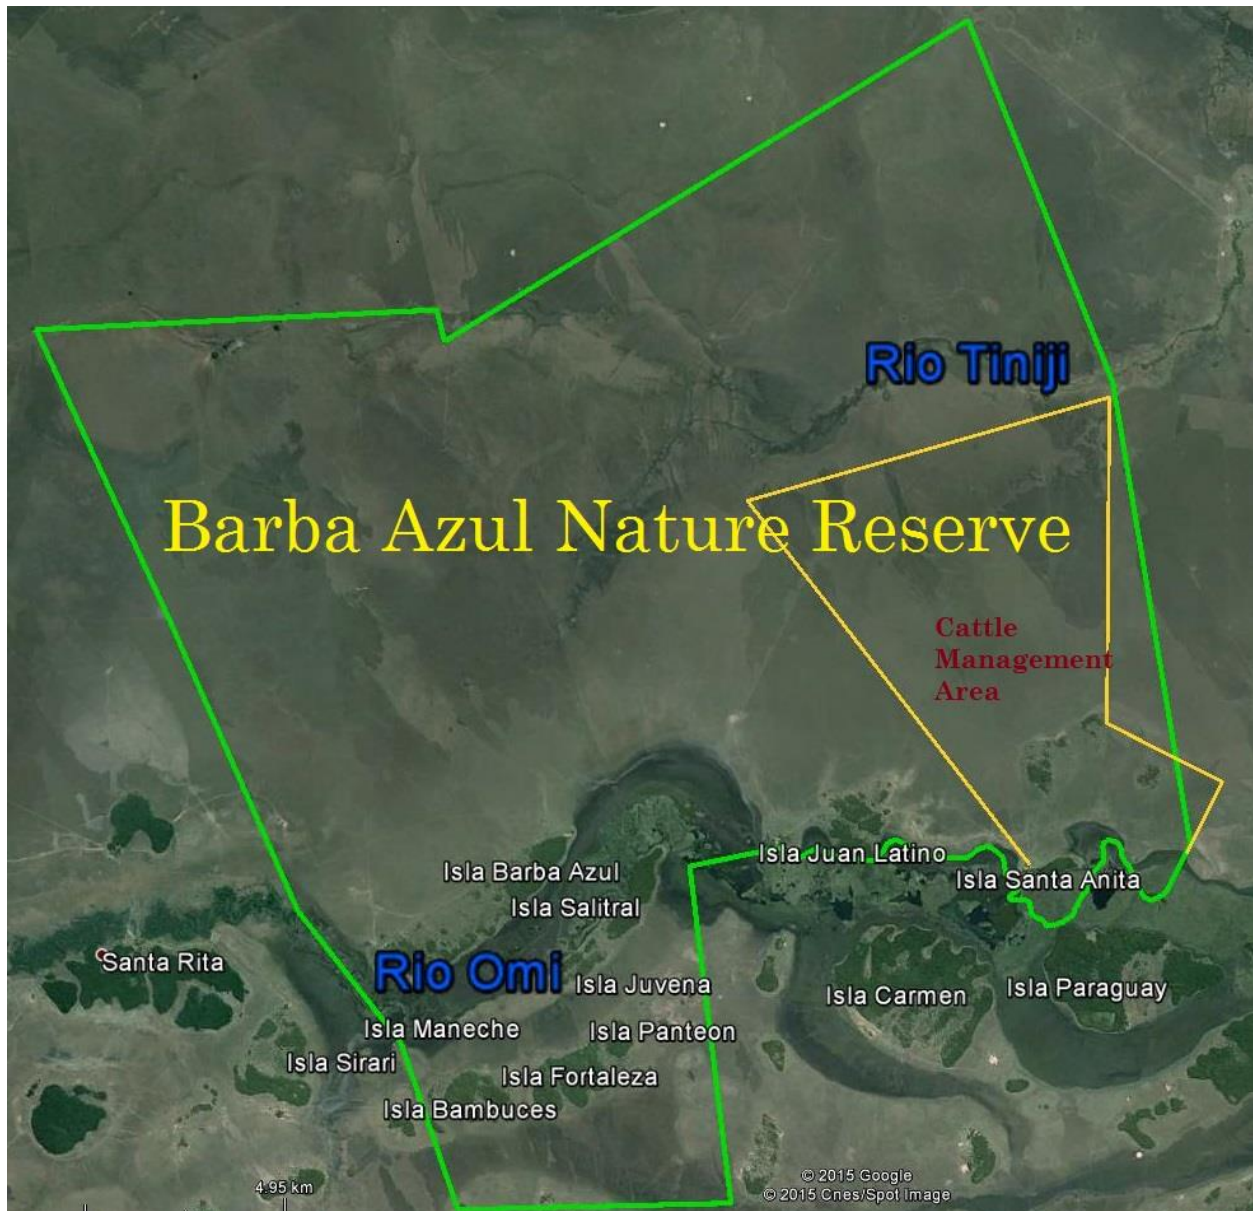 Rio Tiniji
Barba Azul Nature Reserve
Cattle
Management
Area
Isla Juan Latino
Isla Barba Azul
Isla Santa Anita
Isla Salitral
Santa Rita
Rio Omi
Isla Juvena
Isla Carmen
Isla Paraguay
Isla Maneche
Isla Panteon
Isla Sirari
Isla Fortaleza
Isla Bambuces
4.95 km
© 2015 Google
© 2015 Cnes/Spot Image